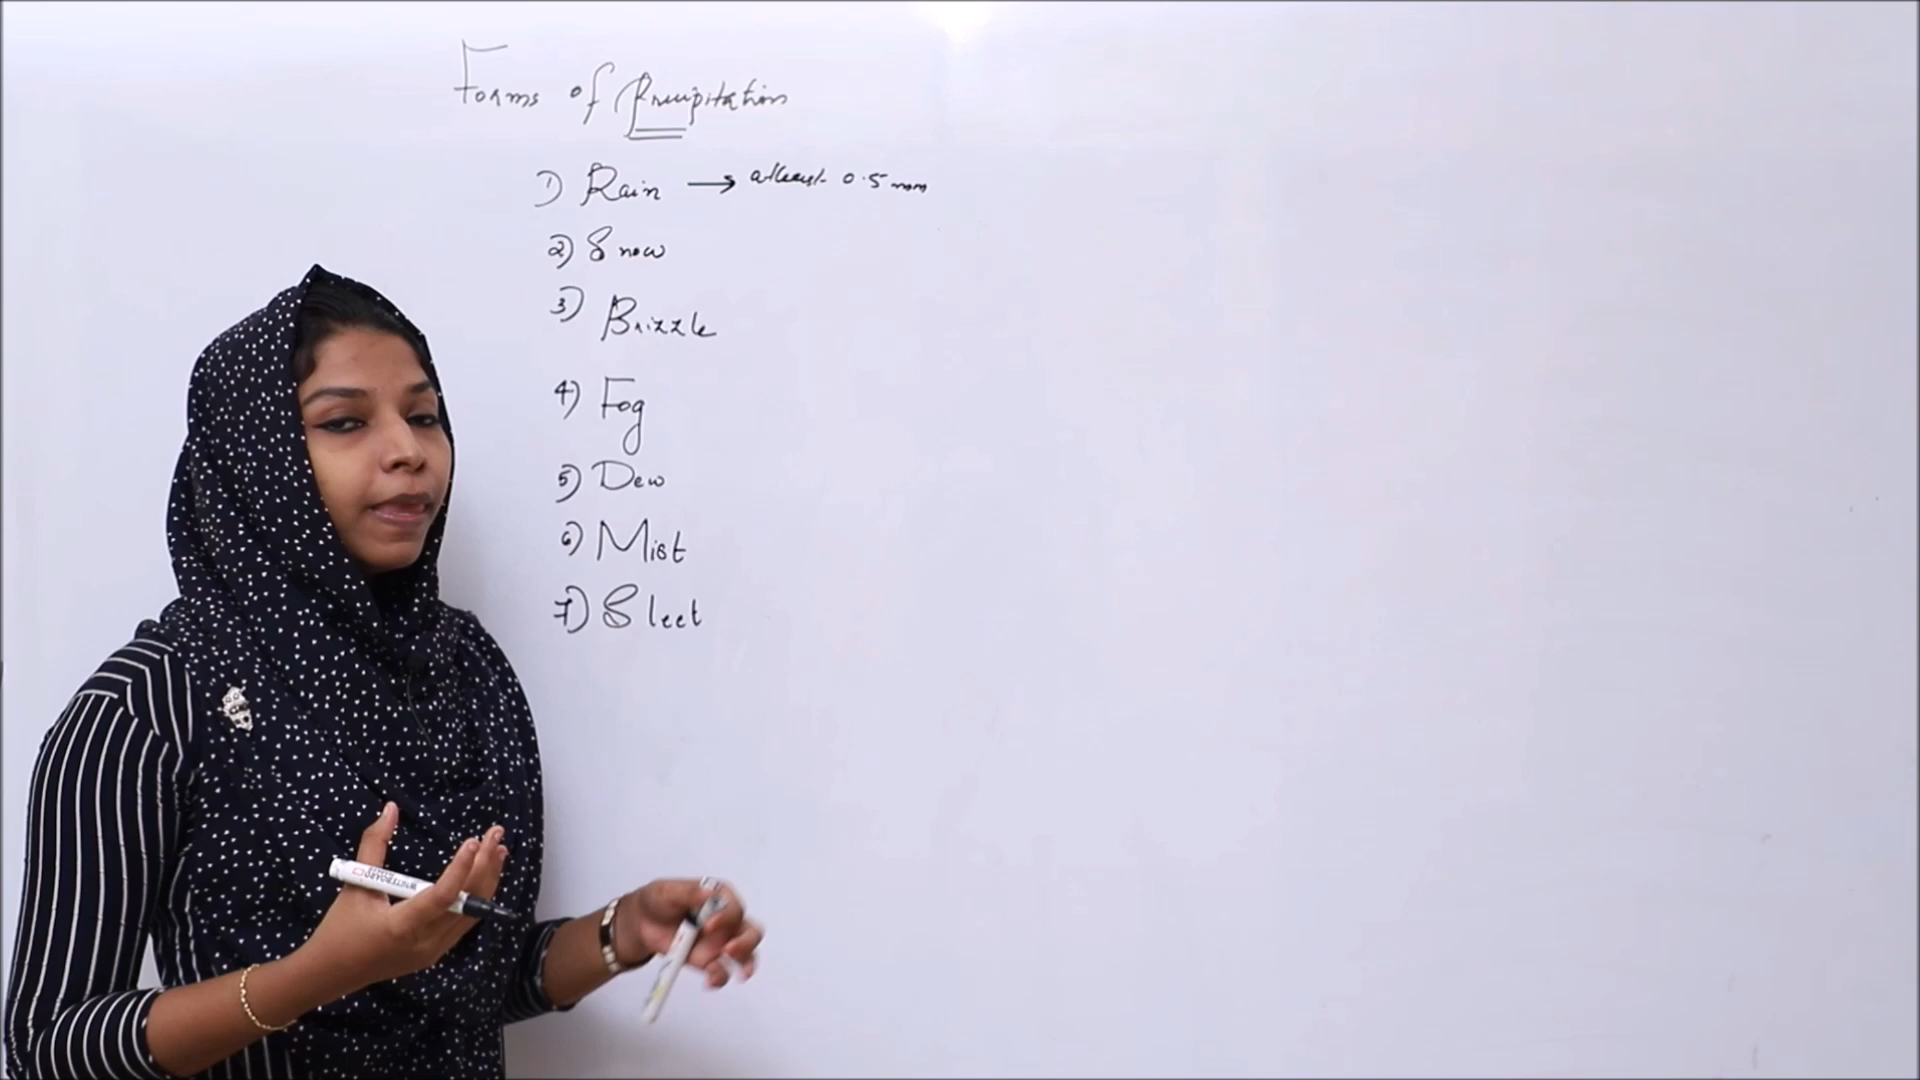 Forms of Precipitation
1) Rain → atleast 0.5 mm
2) Snow
3) Drizzle
4) Fog
5) Dew
6) Mist
7) Sleet
WHITEBOARD